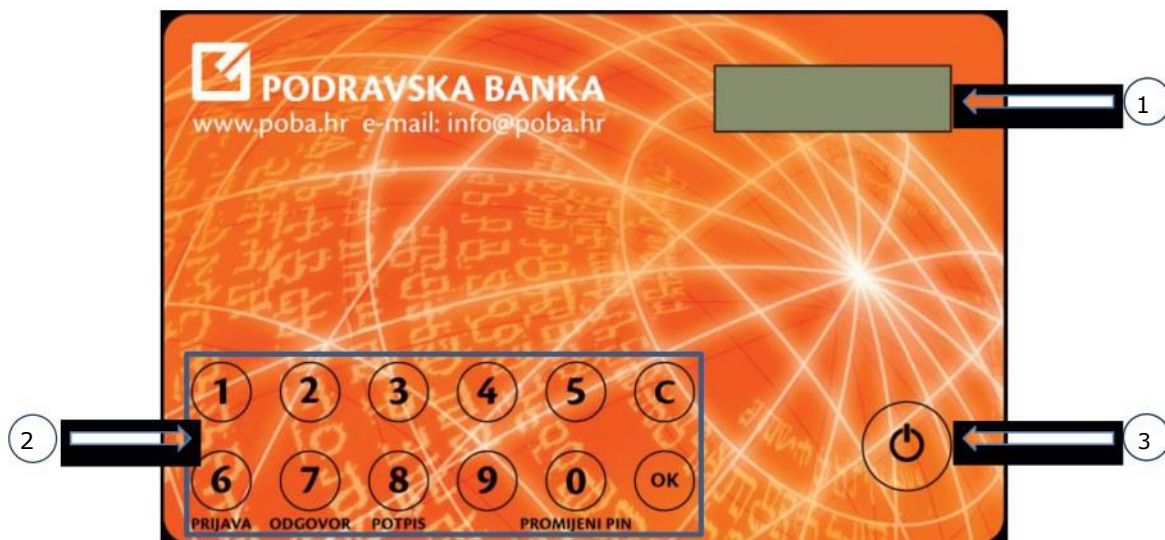 PODRAVSKA BANKA
www.poba.hr e-mail: info@poba.hr
1
1 2 3 4 5 C
2
3
6 7 8 9 0 OK
PRIJAVA ODGOVOR POTPIS PROMIJENI PIN